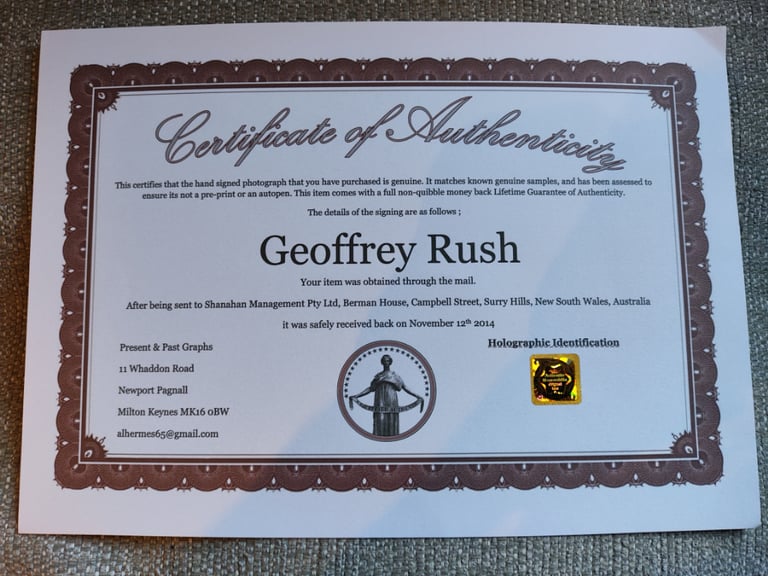 Certificate of Authenticity
This certifies that the hand signed photograph that you have purchased is genuine. It matches known genuine samples, and has been assessed to
ensure its not a pre-print or an autopen. This item comes with a full non-quibble money back Lifetime Guarantee of Authenticity.
The details of the signing are as follows ;
Geoffrey Rush
Your item was obtained through the mail.
After being sent to Shanahan Management Pty Ltd, Berman House, Campbell Street, Surry Hills, New South Wales, Australia
it was safely received back on November 12th 2014
Present & Past Graphs
11 Whaddon Road
Newport Pagnall
Milton Keynes MK16 0BW
alhermes65@gmail.com
Holographic Identification